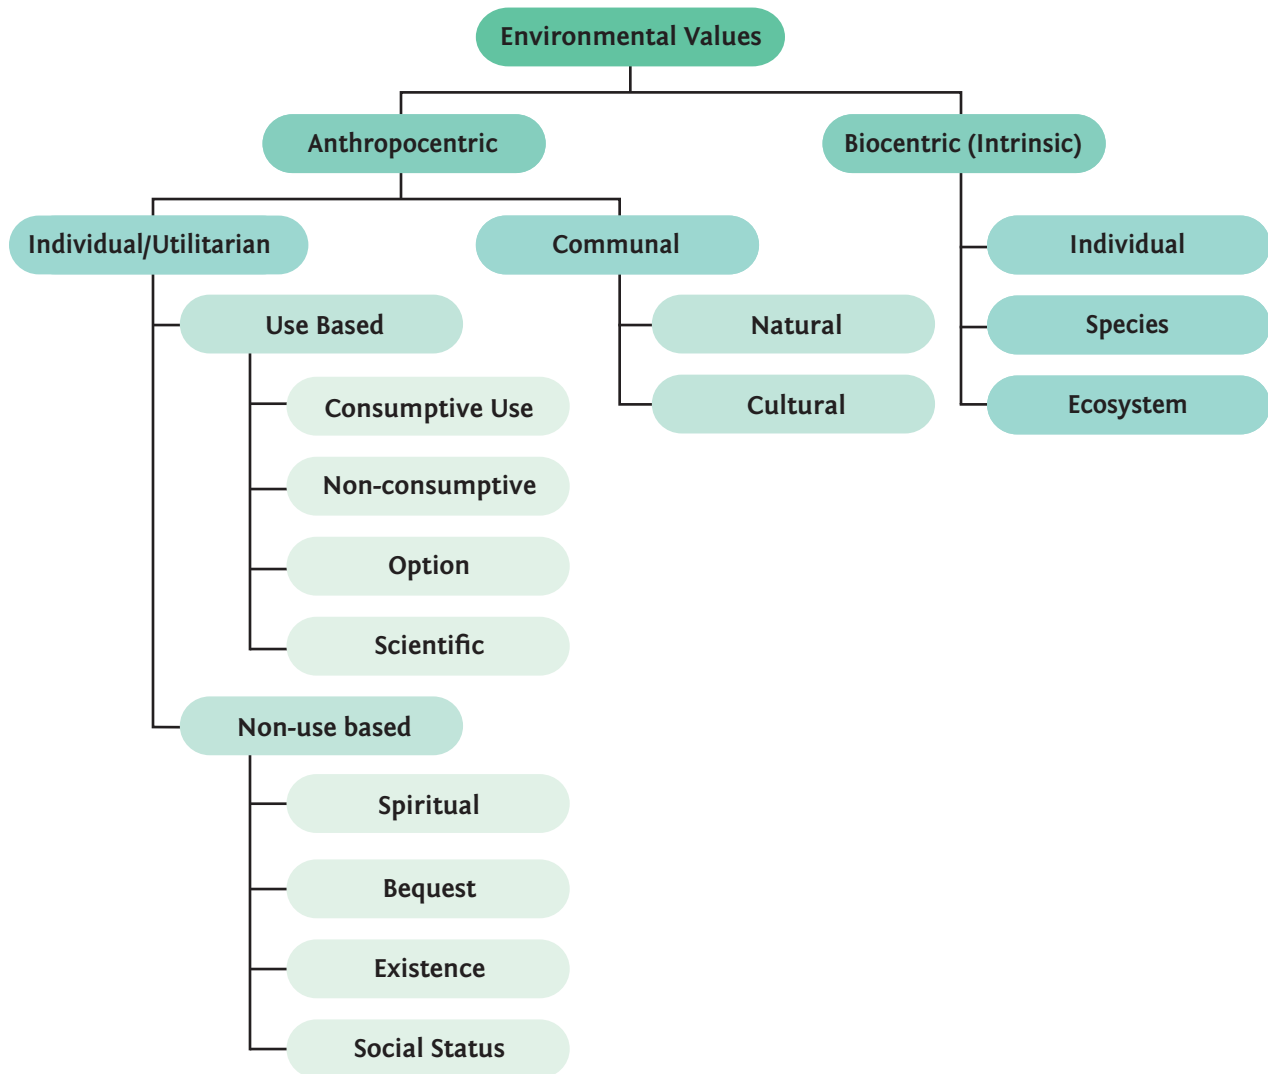 Environmental Values
Anthropocentric
Biocentric (Intrinsic)
Individual/Utilitarian
Communal
Individual
Use Based
Natural
Species
Consumptive Use
Cultural
Ecosystem
Non-consumptive
Option
Scientific
Non-use based
Spiritual
Bequest
Existence
Social Status